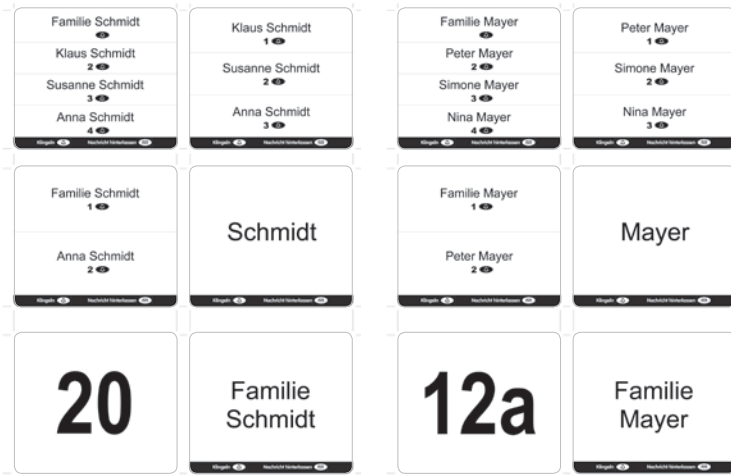 Familie Schmidt
Klaus Schmidt
2
Susanne Schmidt
3
Anna Schmidt
4
Klingeln Nachricht hinterlassen
Klaus Schmidt
1
Susanne Schmidt
2
Anna Schmidt
3
Klingeln Nachricht hinterlassen
Familie Mayer
Peter Mayer
2
Simone Mayer
3
Nina Mayer
4
Klingeln Nachricht hinterlassen
Peter Mayer
1
Simone Mayer
2
Nina Mayer
3
Klingeln Nachricht hinterlassen
Familie Schmidt
1
Anna Schmidt
2
Klingeln Nachricht hinterlassen
Schmidt
Klingeln Nachricht hinterlassen
Familie Mayer
1
Peter Mayer
2
Klingeln Nachricht hinterlassen
Mayer
Klingeln Nachricht hinterlassen
20
Familie
Schmidt
Klingeln Nachricht hinterlassen
12a
Familie
Mayer
Klingeln Nachricht hinterlassen